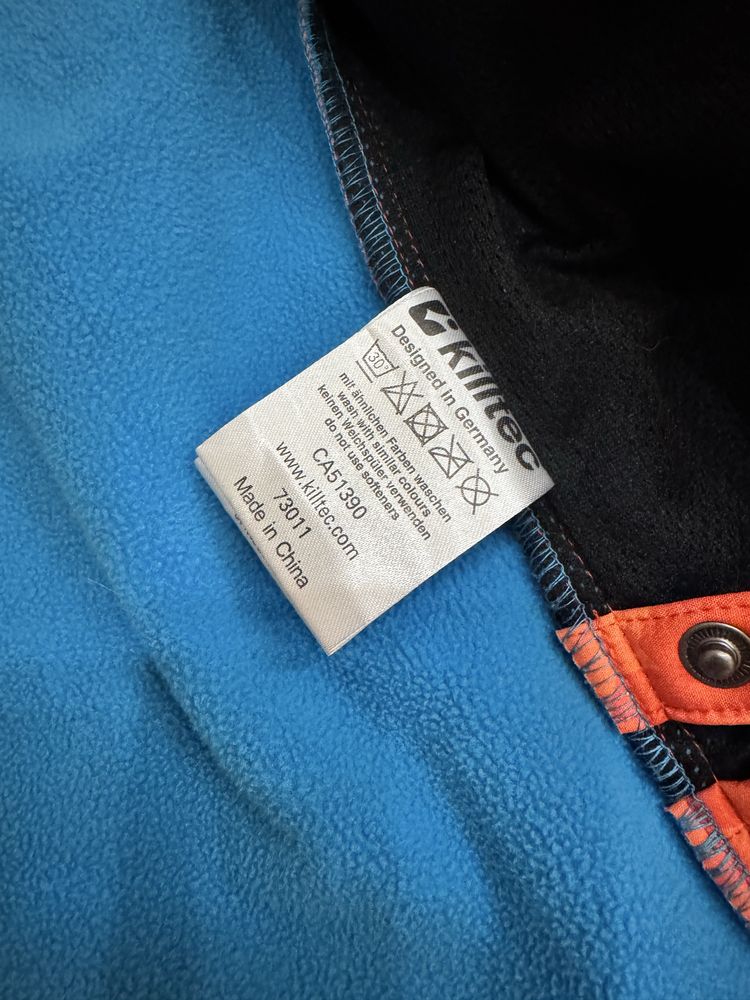 killtec
Designed in Germany
30°
mit ähnlichen Farben waschen
wash with similar colours
keinen Weichspüler verwenden
do not use softeners
CA51390
www.killtec.com
73011
Made in China